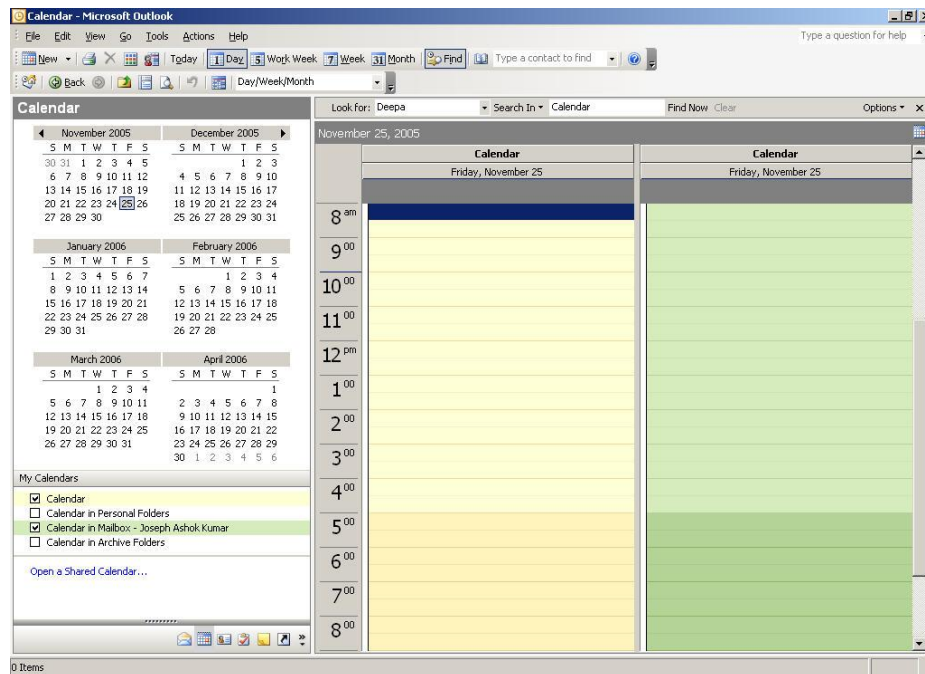 Calendar - Microsoft Outlook
File Edit View Go Tools Actions Help Type a question for help
New Today 1 Day 5 Work Week 7 Week 31 Month Find Type a contact to find
Back Day/Week/Month
Calendar
Look for: Deepa Search In Calendar Find Now Clear Options
November 2005 December 2005
S M T W T F S S M T W T F S
30 31 1 2 3 4 5 1 2 3
6 7 8 9 10 11 12 4 5 6 7 8 9 10
13 14 15 16 17 18 19 11 12 13 14 15 16 17
20 21 22 23 24 25 26 18 19 20 21 22 23 24
27 28 29 30 25 26 27 28 29 30 31
January 2006 February 2006
S M T W T F S S M T W T F S
1 2 3 4 5 6 7 1 2 3 4
8 9 10 11 12 13 14 5 6 7 8 9 10 11
15 16 17 18 19 20 21 12 13 14 15 16 17 18
22 23 24 25 26 27 28 19 20 21 22 23 24 25
29 30 31 26 27 28
March 2006 April 2006
S M T W T F S S M T W T F S
1 2 3 4 1
5 6 7 8 9 10 11 2 3 4 5 6 7 8
12 13 14 15 16 17 18 9 10 11 12 13 14 15
19 20 21 22 23 24 25 16 17 18 19 20 21 22
26 27 28 29 30 31 23 24 25 26 27 28 29
30 1 2 3 4 5 6
My Calendars
Calendar
Calendar in Personal Folders
Calendar in Mailbox - Joseph Ashok Kumar
Calendar in Archive Folders
Open a Shared Calendar...
November 25, 2005
Calendar Calendar
Friday, November 25 Friday, November 25
8 am
9 00
10 00
11 00
12 pm
1 00
2 00
3 00
4 00
5 00
6 00
7 00
8 00
0 Items